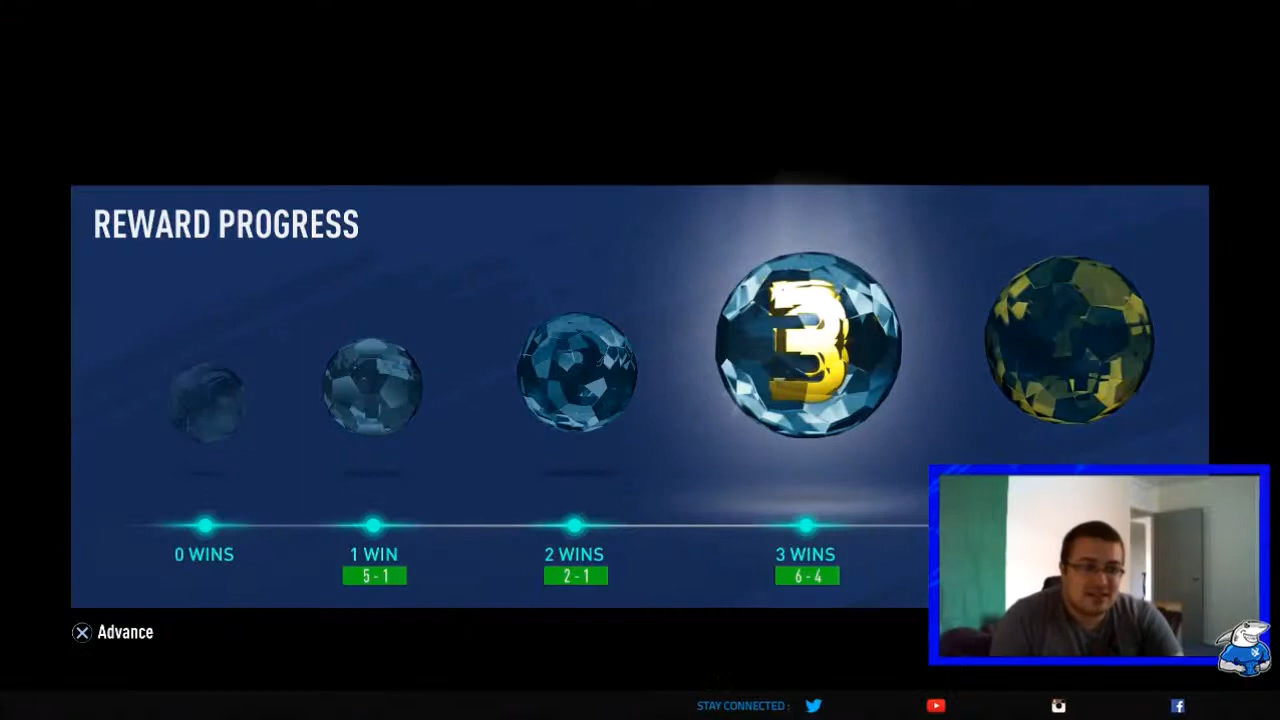 REWARD PROGRESS
3
0 WINS
1 WIN
2 WINS
3 WINS
5 - 1
2 - 1
6 - 4
Advance
STAY CONNECTED :